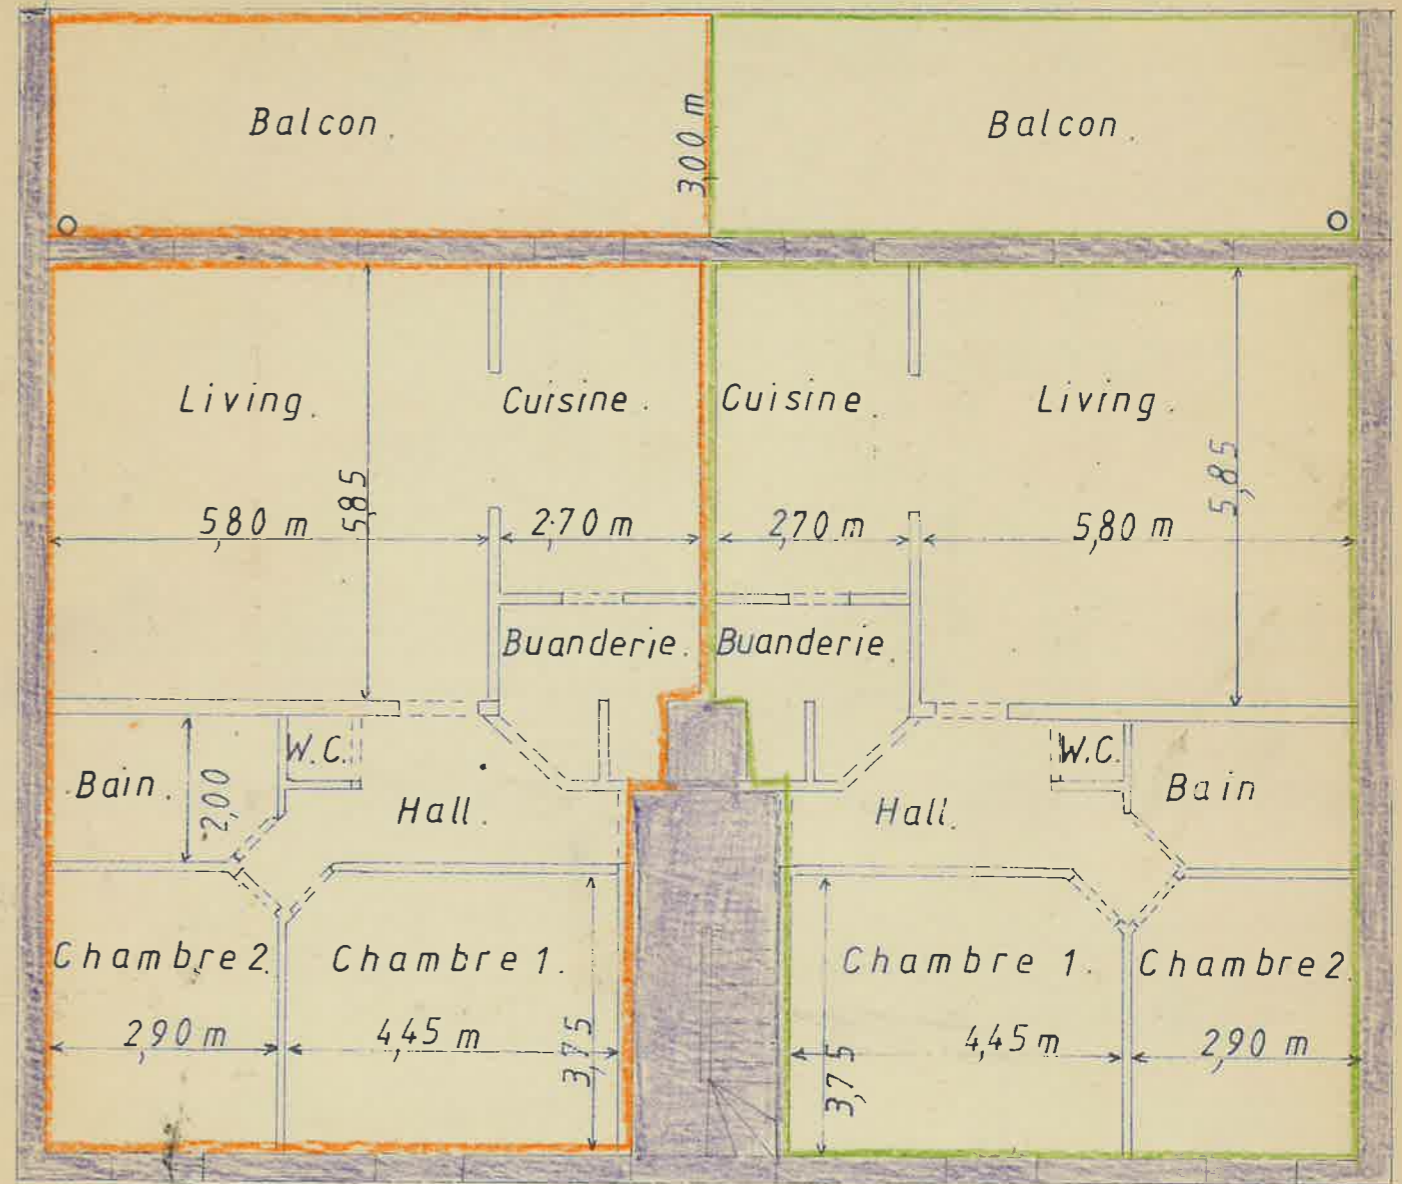 Balcon.
3,00 m
Balcon.
Living.
Cuisine.
Cuisine.
Living.
5,80 m
5,85
2,70 m
2,70 m
5,80 m
5,85
Buanderie.
Buanderie.
Bain.
2,00
W.C.
Hall.
Hall.
W.C.
Bain
Chambre 2.
Chambre 1.
Chambre 1.
Chambre 2.
2,90 m
4,45 m
3,75
3,75
4,45 m
2,90 m